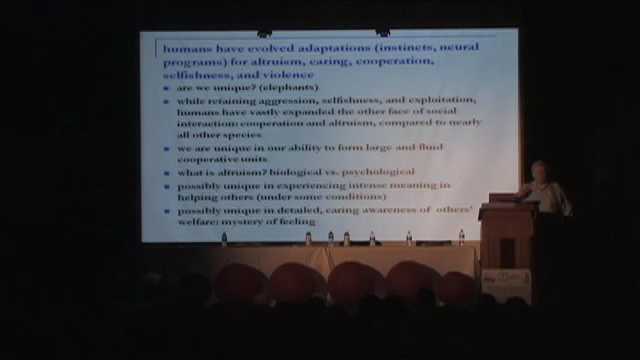 humans have evolved adaptations (instincts, neural
programs) for altruism, caring, cooperation,
selfishness, and violence
are we unique? (elephants)
while retaining aggression, selfishness, and exploitation,
humans have vastly expanded the other face of social
interaction: cooperation and altruism, compared to nearly
all other species
we are unique in our ability to form large and fluid
cooperative units
what is altruism? biological vs. psychological
possibly unique in experiencing intense meaning in
helping others (under some conditions)
possibly unique in detailed, caring awareness of others'
welfare: mystery of feeling